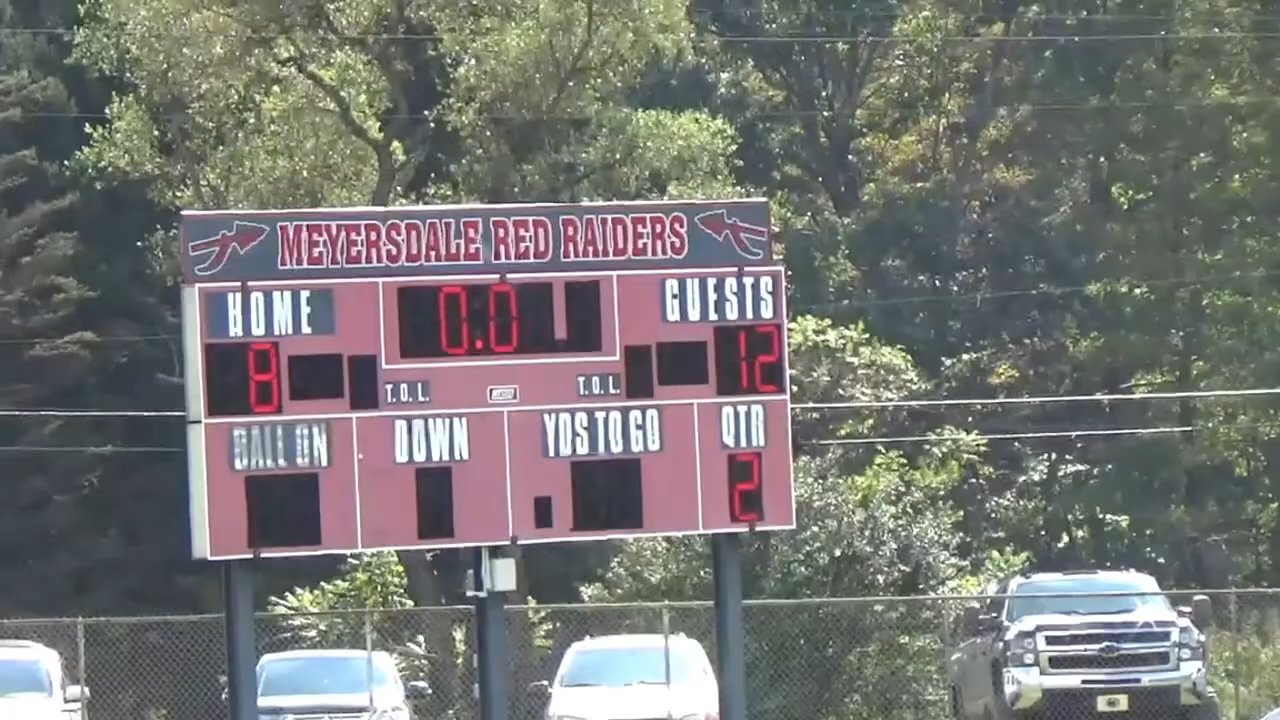 MEYERSDALE RED RAIDERS
HOME 0.0 GUESTS
8 12
T.O.L. T.O.L.
BALL ON DOWN YDS TO GO QTR
2